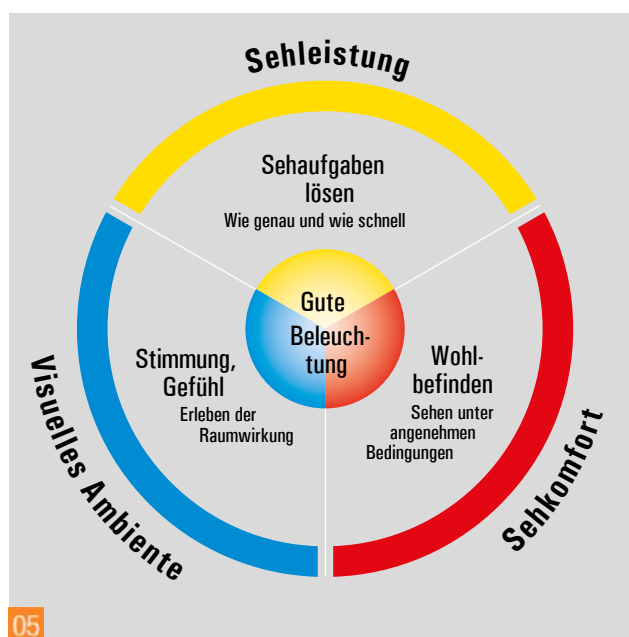 Sehleistung
Sehaufgaben
lösen
Wie genau und wie schnell
Gute
Beleuch-
tung
Stimmung,
Gefühl
Erleben der
Raumwirkung
Wohl-
befinden
Sehen unter
angenehmen
Bedingungen
Visuelles Ambiente
Sehkomfort
05